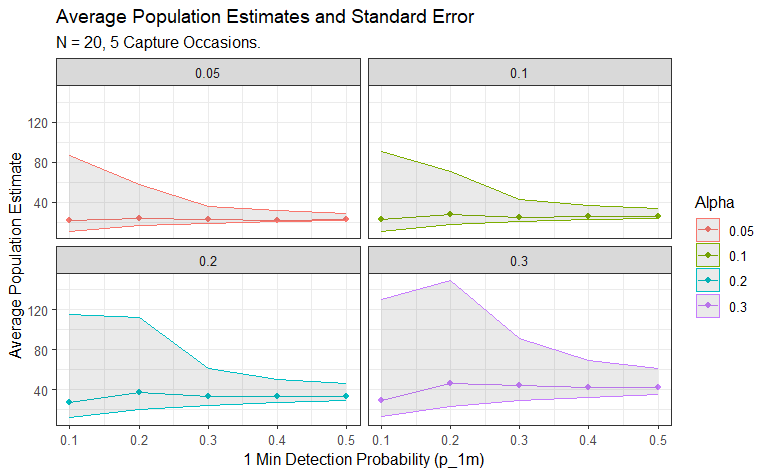 Average Population Estimates and Standard Error
N = 20, 5 Capture Occasions.
0.05
0.1
120
80
40
0.2
0.3
120
80
40
0.1 0.2 0.3 0.4 0.5
0.1 0.2 0.3 0.4 0.5
1 Min Detection Probability (p_1m)
Average Population Estimate
Alpha
0.05
0.1
0.2
0.3